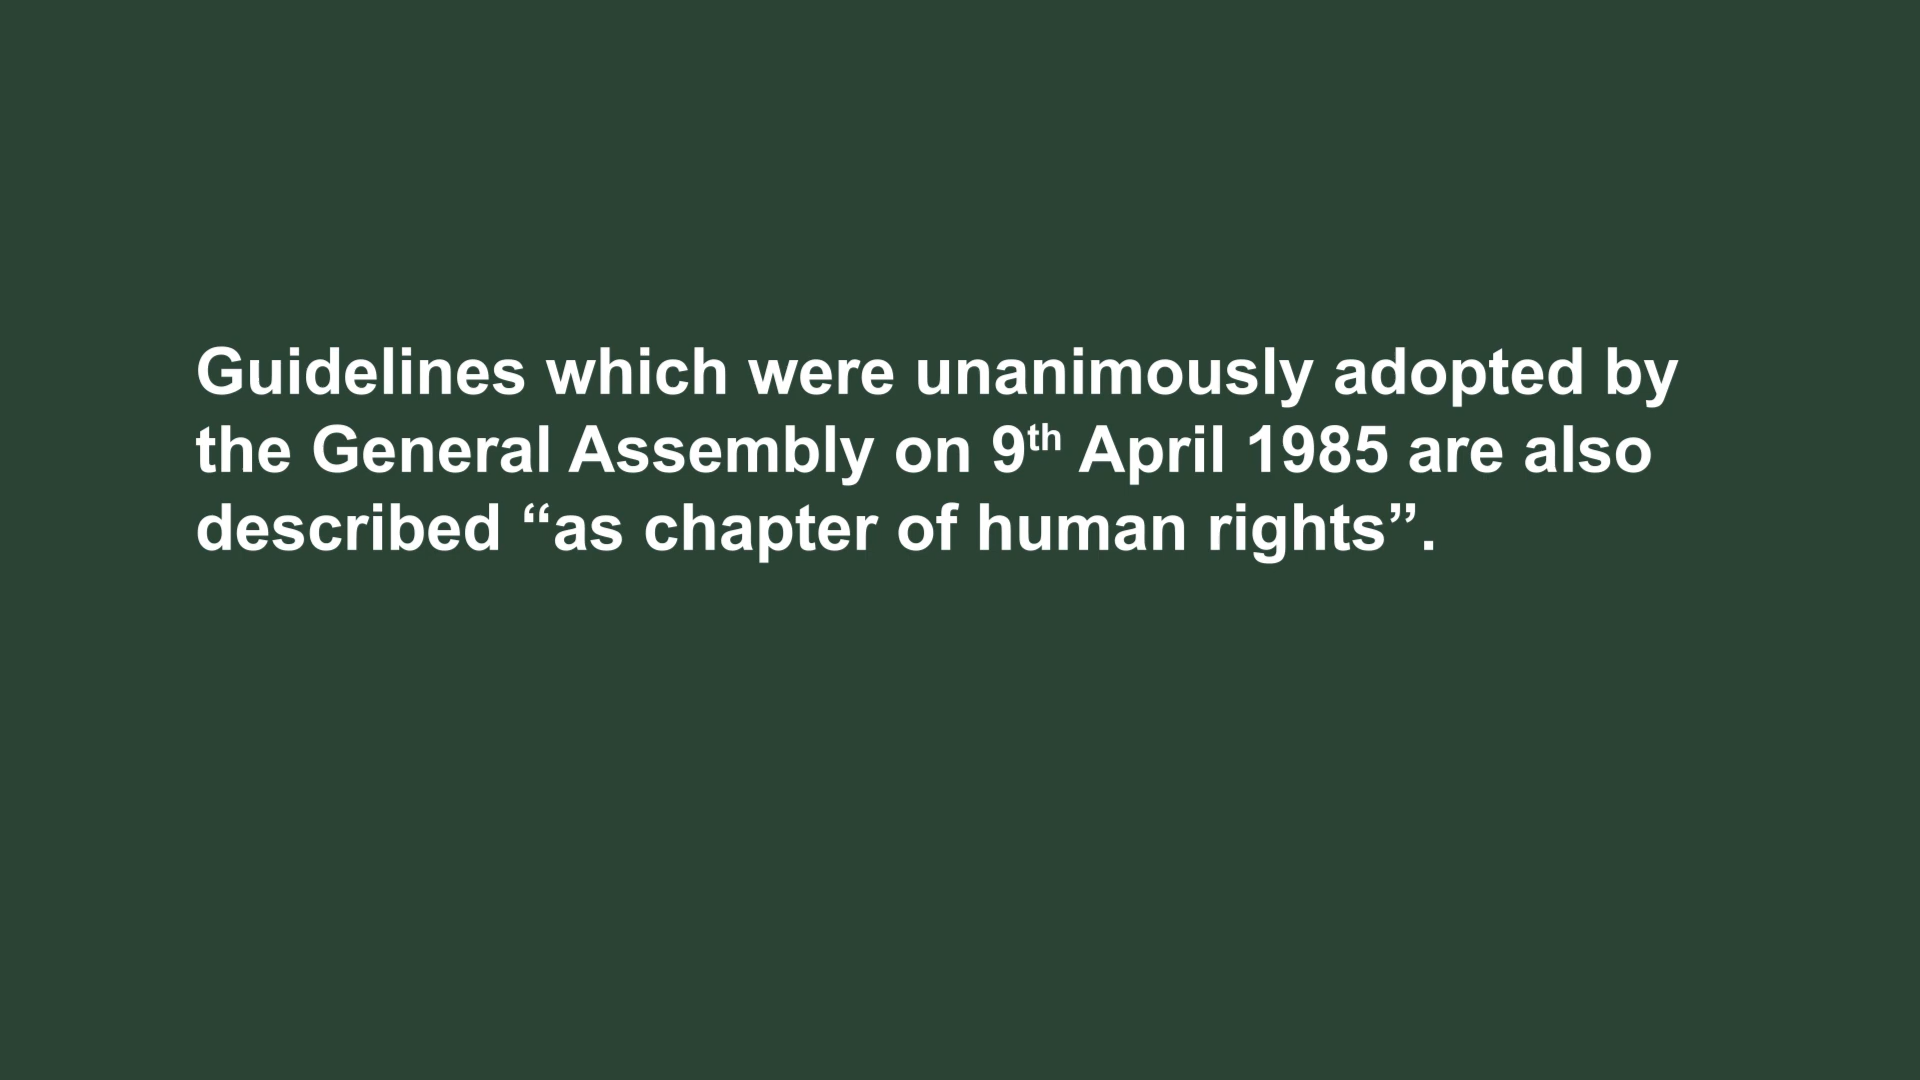 Guidelines which were unanimously adopted by
the General Assembly on 9th April 1985 are also
described “as chapter of human rights”.